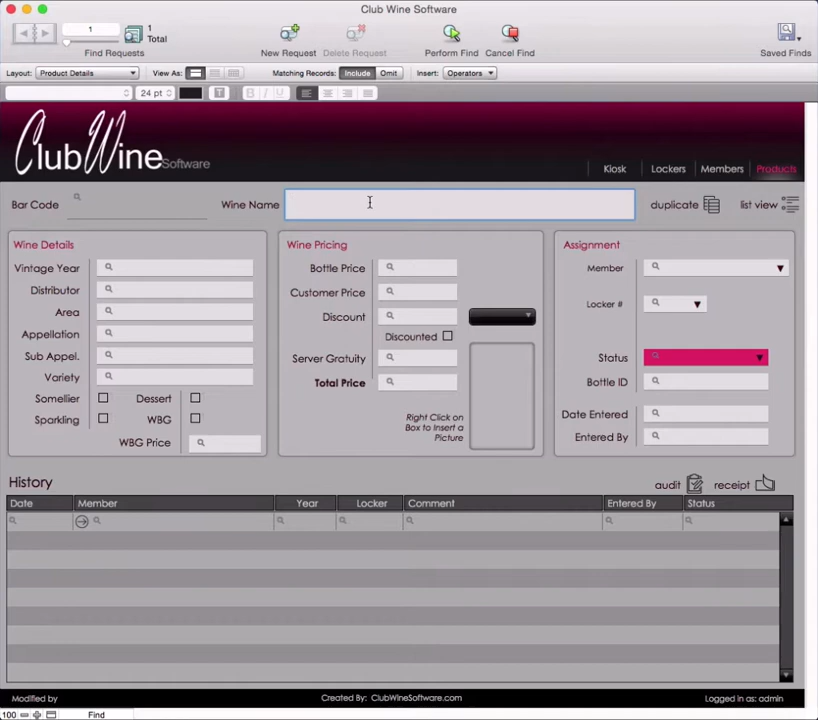 Club Wine Software
1
1
Total
Find Requests
New Request
Delete Request
Perform Find
Cancel Find
Saved Finds
Layout: Product Details
View As:
Matching Records: Include Omit
Insert: Operators
24 pt
T
B I U
ClubWine Software
Kiosk
Lockers
Members
Products
Bar Code
Wine Name
duplicate
list view
Wine Details
Vintage Year
Distributor
Area
Appellation
Sub Appel.
Variety
Somellier
Dessert
Sparkling
WBG
WBG Price
Wine Pricing
Bottle Price
Customer Price
Discount
Discounted
Server Gratuity
Total Price
Right Click on
Box to Insert a
Picture
Assignment
Member
Locker #
Status
Bottle ID
Date Entered
Entered By
History
audit
receipt
Date Member Year Locker Comment Entered By Status
Modified by
Created By: ClubWineSoftware.com
Logged in as: admin
100
Find